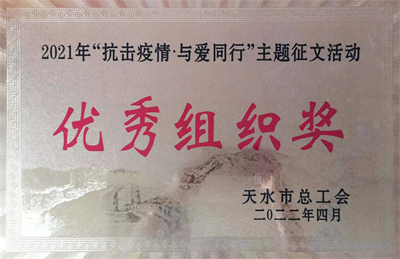 2021年“抗击疫情·与爱同行”主题征文活动
优秀组织奖
天水市总工会
二〇二二年四月